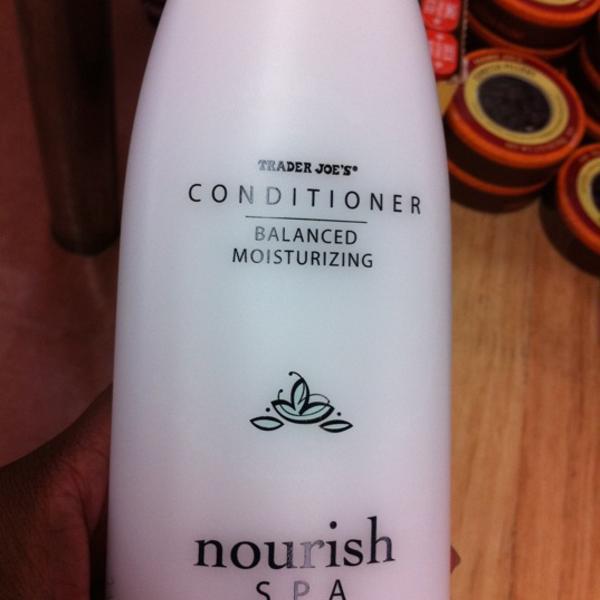 TRADER JOE'S®
CONDITIONER
BALANCED
MOISTURIZING
nourish
SPA